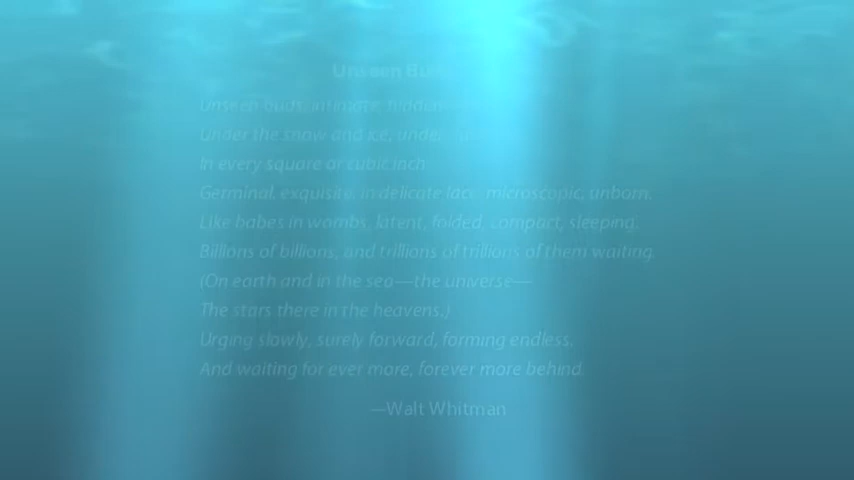 Unseen Bu
Unseen buds, infinite, hidden
Under the snow and ice, under
In every square or cubic inch
Germinal, exquisite, in delicate lace, microscopic, unborn,
Like babes in wombs, latent, folded, compact, sleeping,
Billions of billions, and trillions of trillions of them waiting.
(On earth and in the sea—the universe—
The stars there in the heavens.)
Urging slowly, surely forward, forming endless.
And waiting for ever more, forever more behind.
—Walt Whitman